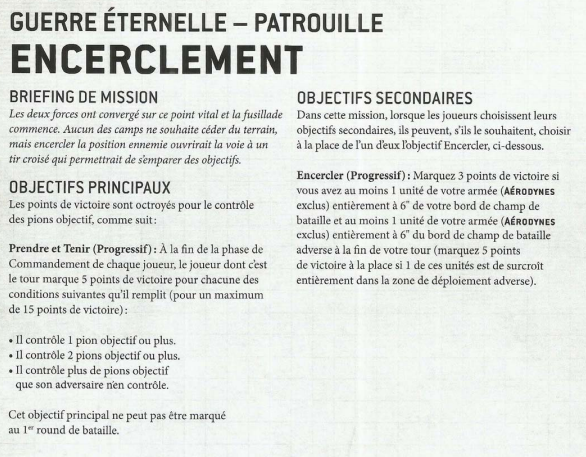 GUERRE ÉTERNELLE – PATROUILLE
ENCERCLEMENT
BRIEFING DE MISSION
Les deux forces ont convergé sur ce point vital et la fusillade
commence. Aucun des camps ne souhaite céder du terrain,
mais encercler la position ennemie ouvrirait la voie à un
tir croisé qui permettrait de s'emparer des objectifs.
OBJECTIFS PRINCIPAUX
Les points de victoire sont octroyés pour le contrôle
des pions objectif, comme suit :
Prendre et Tenir (Progressif) : À la fin de la phase de
Commandement de chaque joueur, le joueur dont c'est
le tour marque 5 points de victoire pour chacune des
conditions suivantes qu'il remplit (pour un maximum
de 15 points de victoire) :
• Il contrôle 1 pion objectif ou plus.
• Il contrôle 2 pions objectif ou plus.
• Il contrôle plus de pions objectif
que son adversaire n'en contrôle.
Cet objectif principal ne peut pas être marqué
au 1er round de bataille.
OBJECTIFS SECONDAIRES
Dans cette mission, lorsque les joueurs choisissent leurs
objectifs secondaires, ils peuvent, s'ils le souhaitent, choisir
à la place de l'un d'eux l'objectif Encercler, ci-dessous.
Encercler (Progressif) : Marquez 3 points de victoire si
vous avez au moins 1 unité de votre armée (AÉRODYNES
exclus) entièrement à 6" de votre bord de champ de
bataille et au moins 1 unité de votre armée (AÉRODYNES
exclus) entièrement à 6" du bord de champ de bataille
adverse à la fin de votre tour (marquez 5 points
de victoire à la place si 1 de ces unités est de surcroît
entièrement dans la zone de déploiement adverse).